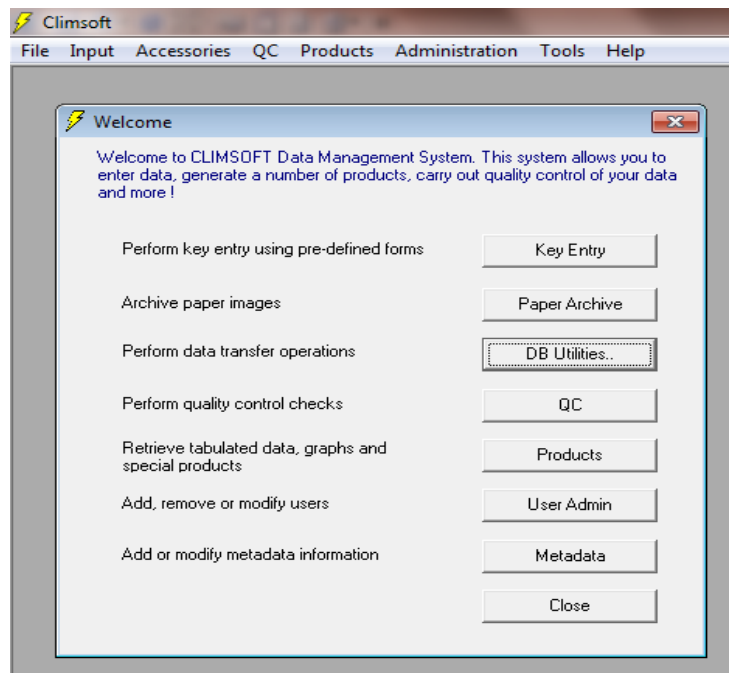 Climsoft
File Input Accessories QC Products Administration Tools Help
Welcome
Welcome to CLIMSOFT Data Management System. This system allows you to
enter data, generate a number of products, carry out quality control of your data
and more !
Perform key entry using pre-defined forms Key Entry
Archive paper images Paper Archive
Perform data transfer operations DB Utilities..
Perform quality control checks QC
Retrieve tabulated data, graphs and
special products Products
Add, remove or modify users User Admin
Add or modify metadata information Metadata
Close